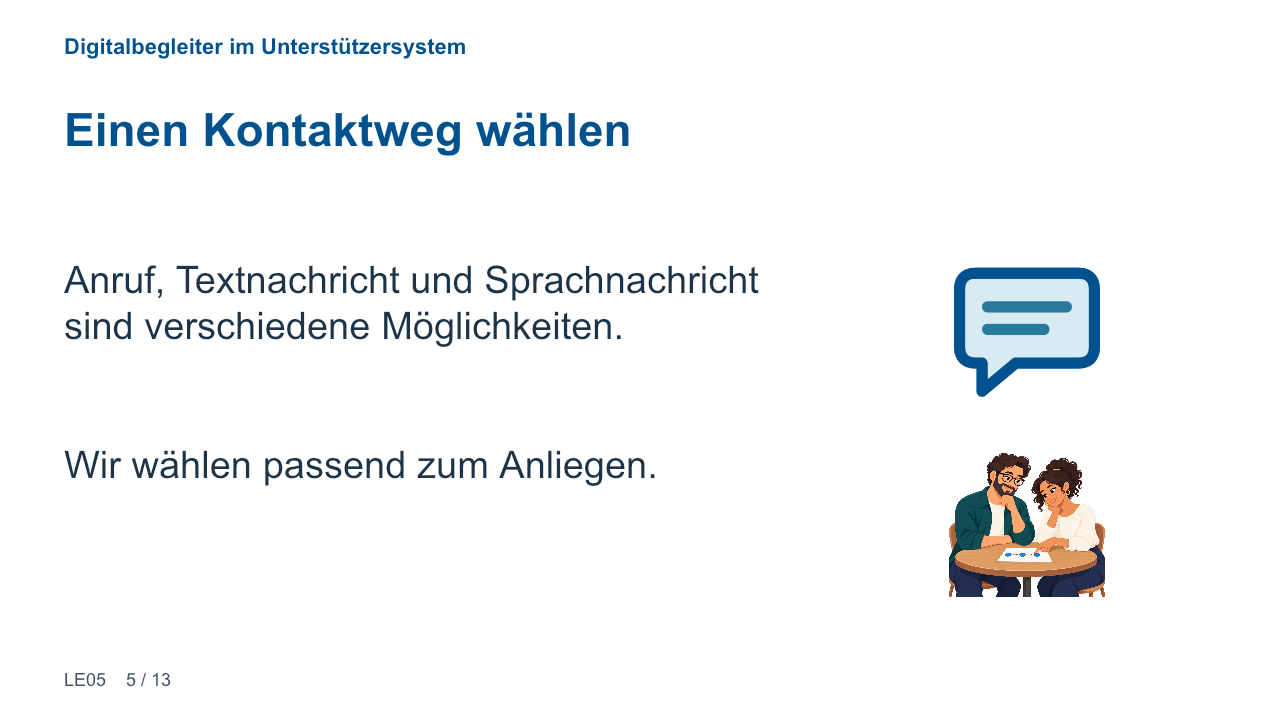 Digitalbegleiter im Unterstützersystem
Einen Kontaktweg wählen
Anruf, Textnachricht und Sprachnachricht
sind verschiedene Möglichkeiten.
Wir wählen passend zum Anliegen.
LE05 5 / 13